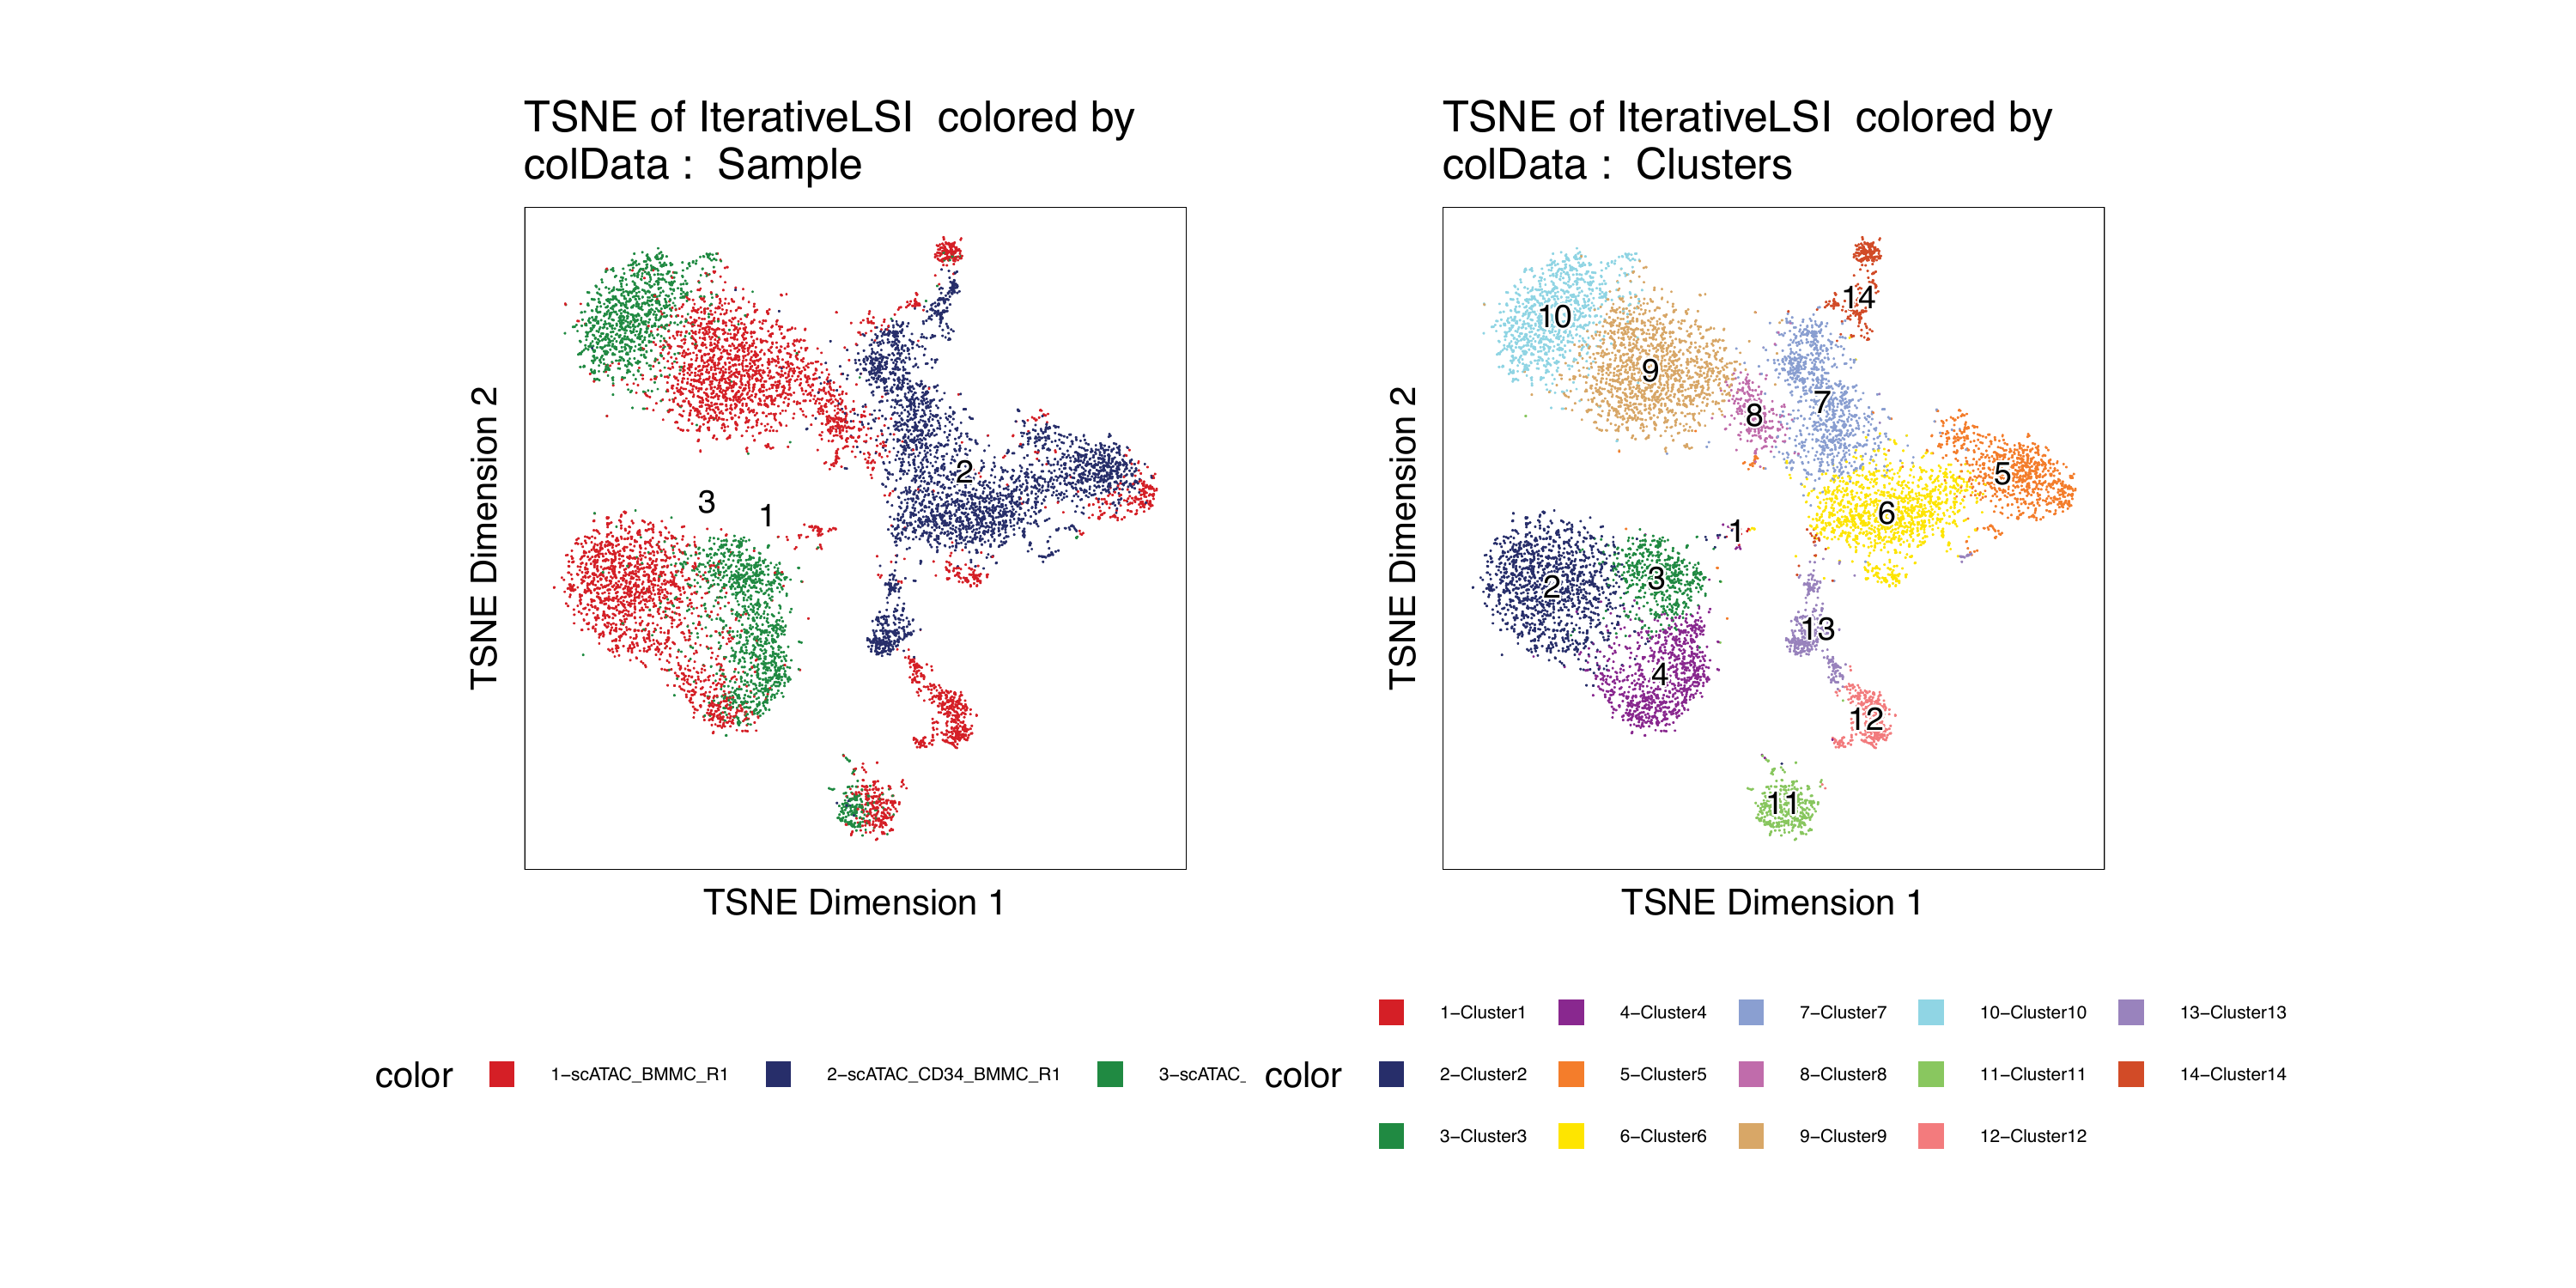 TSNE of IterativeLSI  colored by
colData :  Sample
TSNE Dimension 2
3
1
2
TSNE Dimension 1
color
1−scATAC_BMMC_R1
2−scATAC_CD34_BMMC_R1
3−scATAC_
TSNE of IterativeLSI  colored by
colData :  Clusters
TSNE Dimension 2
14
10
9
7
8
5
6
1
2
3
13
4
12
11
TSNE Dimension 1
color
1−Cluster1
4−Cluster4
7−Cluster7
10−Cluster10
13−Cluster13
2−Cluster2
5−Cluster5
8−Cluster8
11−Cluster11
14−Cluster14
3−Cluster3
6−Cluster6
9−Cluster9
12−Cluster12